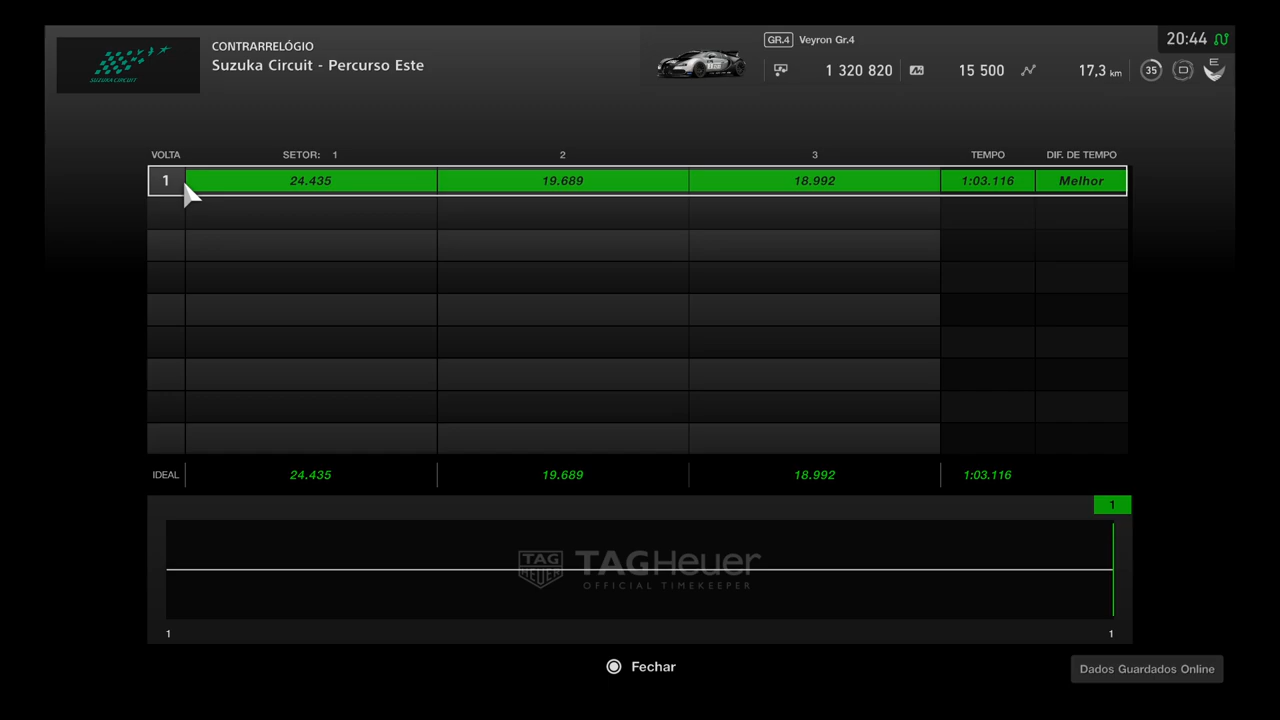 SUZUKA CIRCUIT
CONTRARRELÓGIO
Suzuka Circuit - Percurso Este
GR.4 Veyron Gr.4
20:44
1 320 820 15 500 17,3 km 35 E
VOLTA SETOR: 1 2 3 TEMPO DIF. DE TEMPO
1 24.435 19.689 18.992 1:03.116 Melhor
IDEAL 24.435 19.689 18.992 1:03.116
1
TAG HEUER TAGHeuer
OFFICIAL TIMEKEEPER
1 1
Fechar
Dados Guardados Online